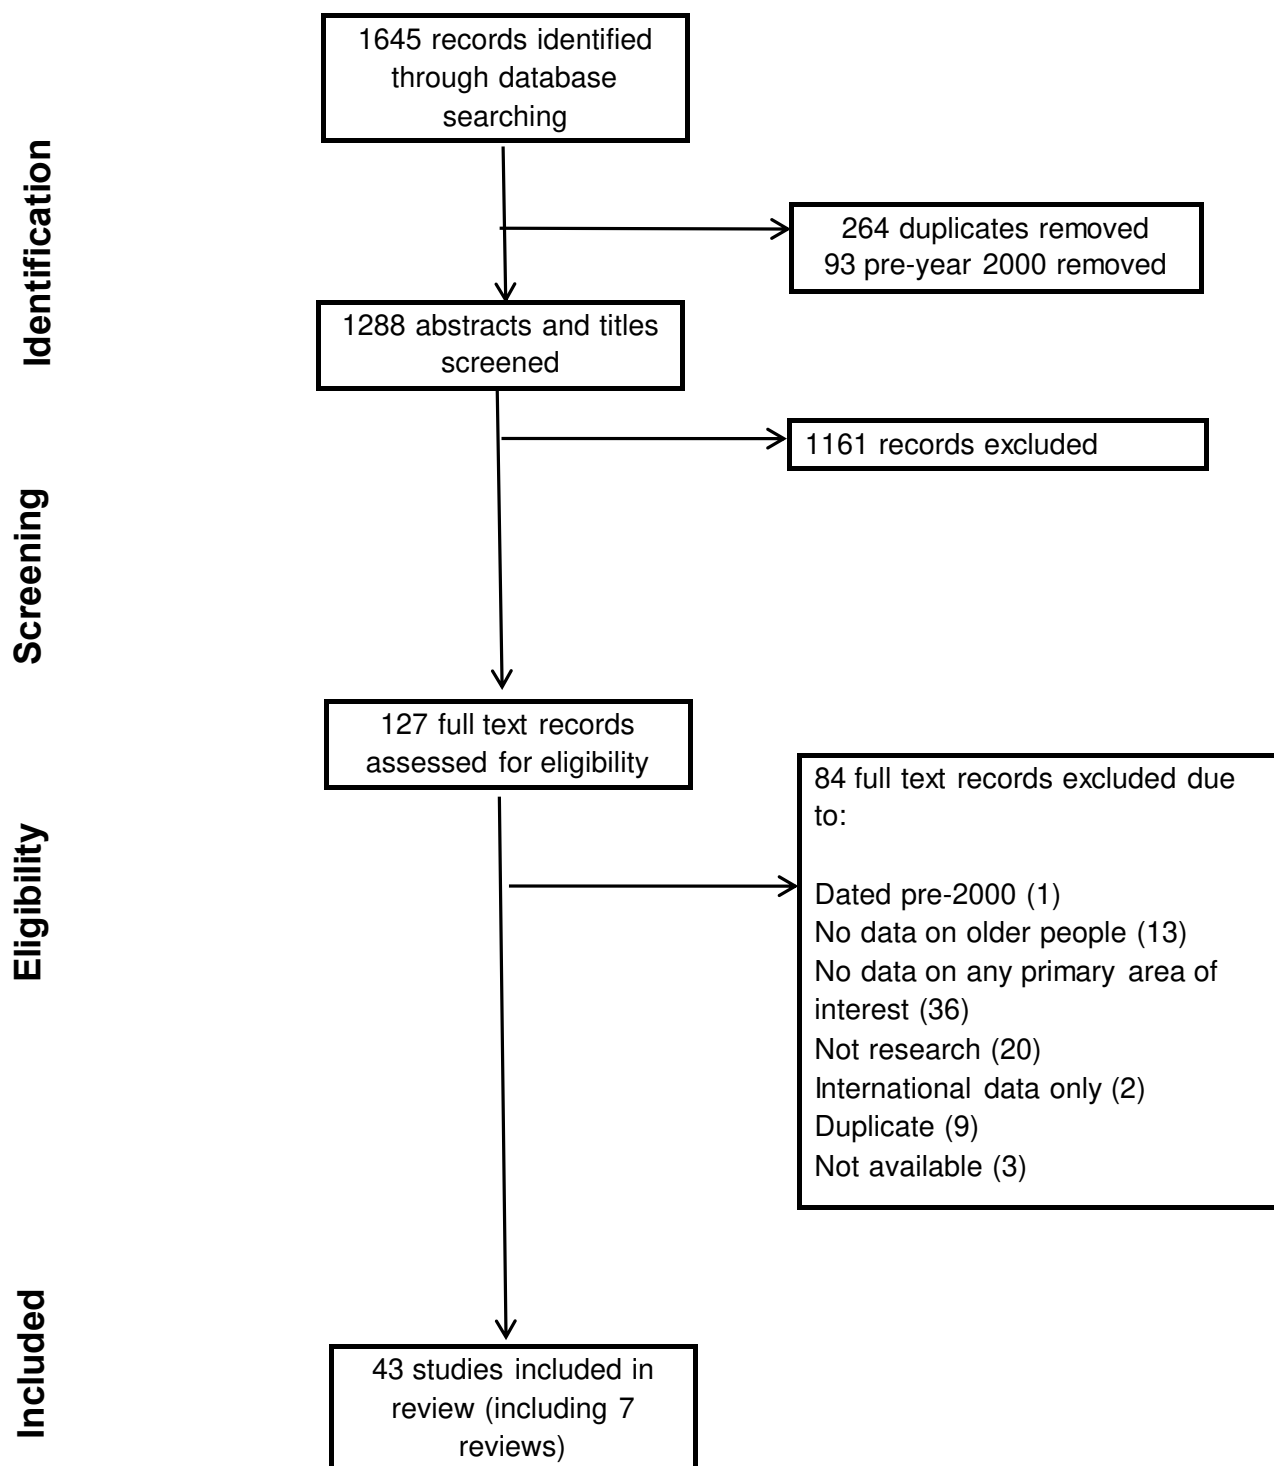 1645 records identified
through database
searching
Identification
264 duplicates removed
93 pre-year 2000 removed
1288 abstracts and titles
screened
1161 records excluded
Screening
127 full text records
assessed for eligibility
84 full text records excluded due
to:
Dated pre-2000 (1)
No data on older people (13)
No data on any primary area of
interest (36)
Not research (20)
International data only (2)
Duplicate (9)
Not available (3)
Eligibility
Included
43 studies included in
review (including 7
reviews)